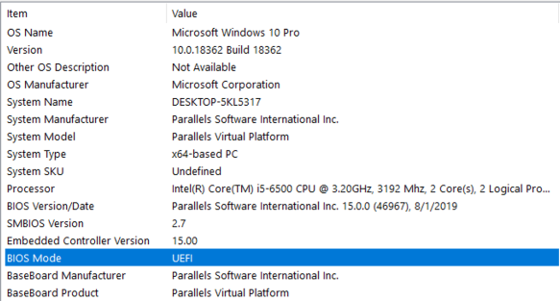 Item Value
OS Name Microsoft Windows 10 Pro
Version 10.0.18362 Build 18362
Other OS Description Not Available
OS Manufacturer Microsoft Corporation
System Name DESKTOP-5KL5317
System Manufacturer Parallels Software International Inc.
System Model Parallels Virtual Platform
System Type x64-based PC
System SKU Undefined
Processor Intel(R) Core(TM) i5-6500 CPU @ 3.20GHz, 3192 Mhz, 2 Core(s), 2 Logical Pro...
BIOS Version/Date Parallels Software International Inc. 15.0.0 (46967), 8/1/2019
SMBIOS Version 2.7
Embedded Controller Version 15.00
BIOS Mode UEFI
BaseBoard Manufacturer Parallels Software International Inc.
BaseBoard Product Parallels Virtual Platform